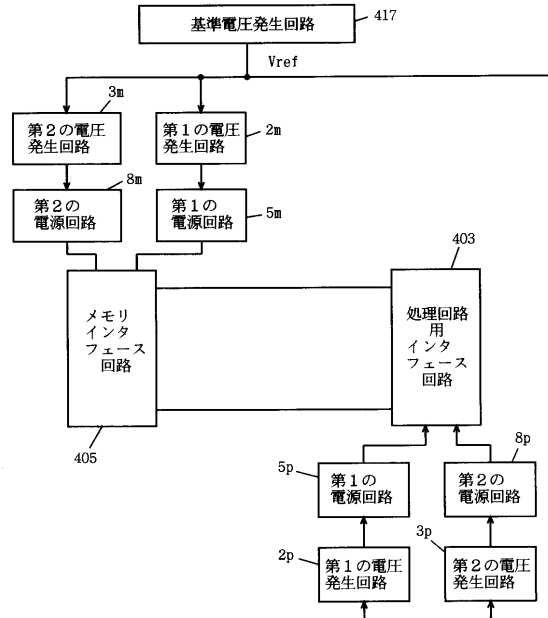 基準電圧発生回路
417
Vref
3m
第2の電圧
発生回路
第1の電圧
発生回路
2m
8m
第2の
電源回路
第1の
電源回路
5m
403
メモリ
インタ
フェース
回路
処理回路
用
インタ
フェース
回路
405
5p
第1の
電源回路
第2の
電源回路
8p
2p
第1の電圧
発生回路
3p
第2の電圧
発生回路